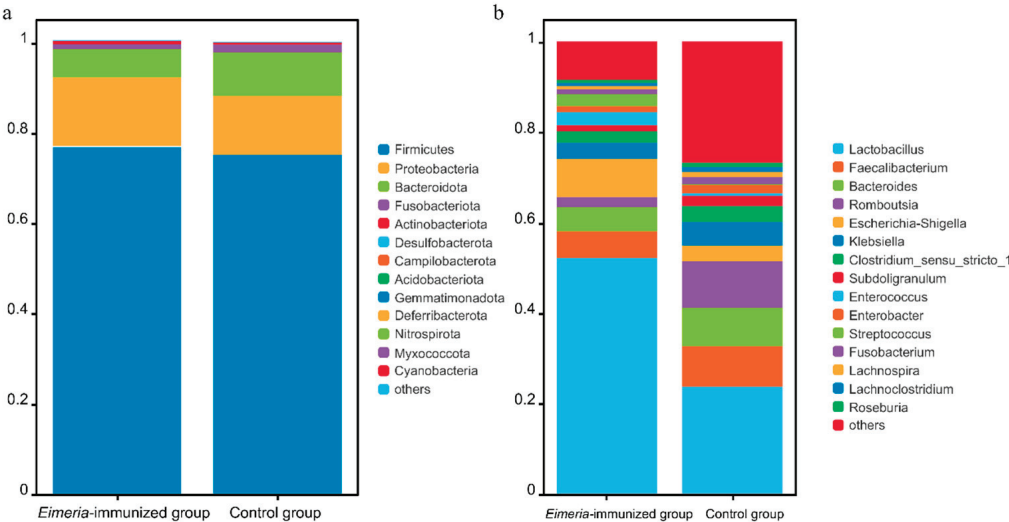 a
1
0.8
0.6
0.4
0.2
0
Eimeria-immunized group
Control group
Firmicutes
Proteobacteria
Bacteroidota
Fusobacteriota
Actinobacteriota
Desulfobacterota
Campilobacterota
Acidobacteriota
Gemmatimonadota
Deferribacterota
Nitrospirota
Myxococcota
Cyanobacteria
others
b
1
0.8
0.6
0.4
0.2
0
Eimeria-immunized group
Control group
Lactobacillus
Faecalibacterium
Bacteroides
Romboutsia
Escherichia-Shigella
Klebsiella
Clostridium_sensu_stricto_1
Subdoligranulum
Enterococcus
Enterobacter
Streptococcus
Fusobacterium
Lachnospira
Lachnoclostridium
Roseburia
others